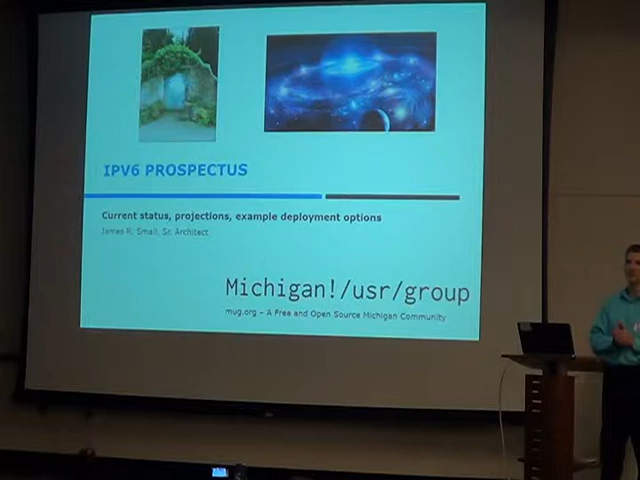 IPV6 PROSPECTUS
Current status, projections, example deployment options
James R. Small, Sr. Architect
Michigan!/usr/group
mug.org – A Free and Open Source Michigan Community